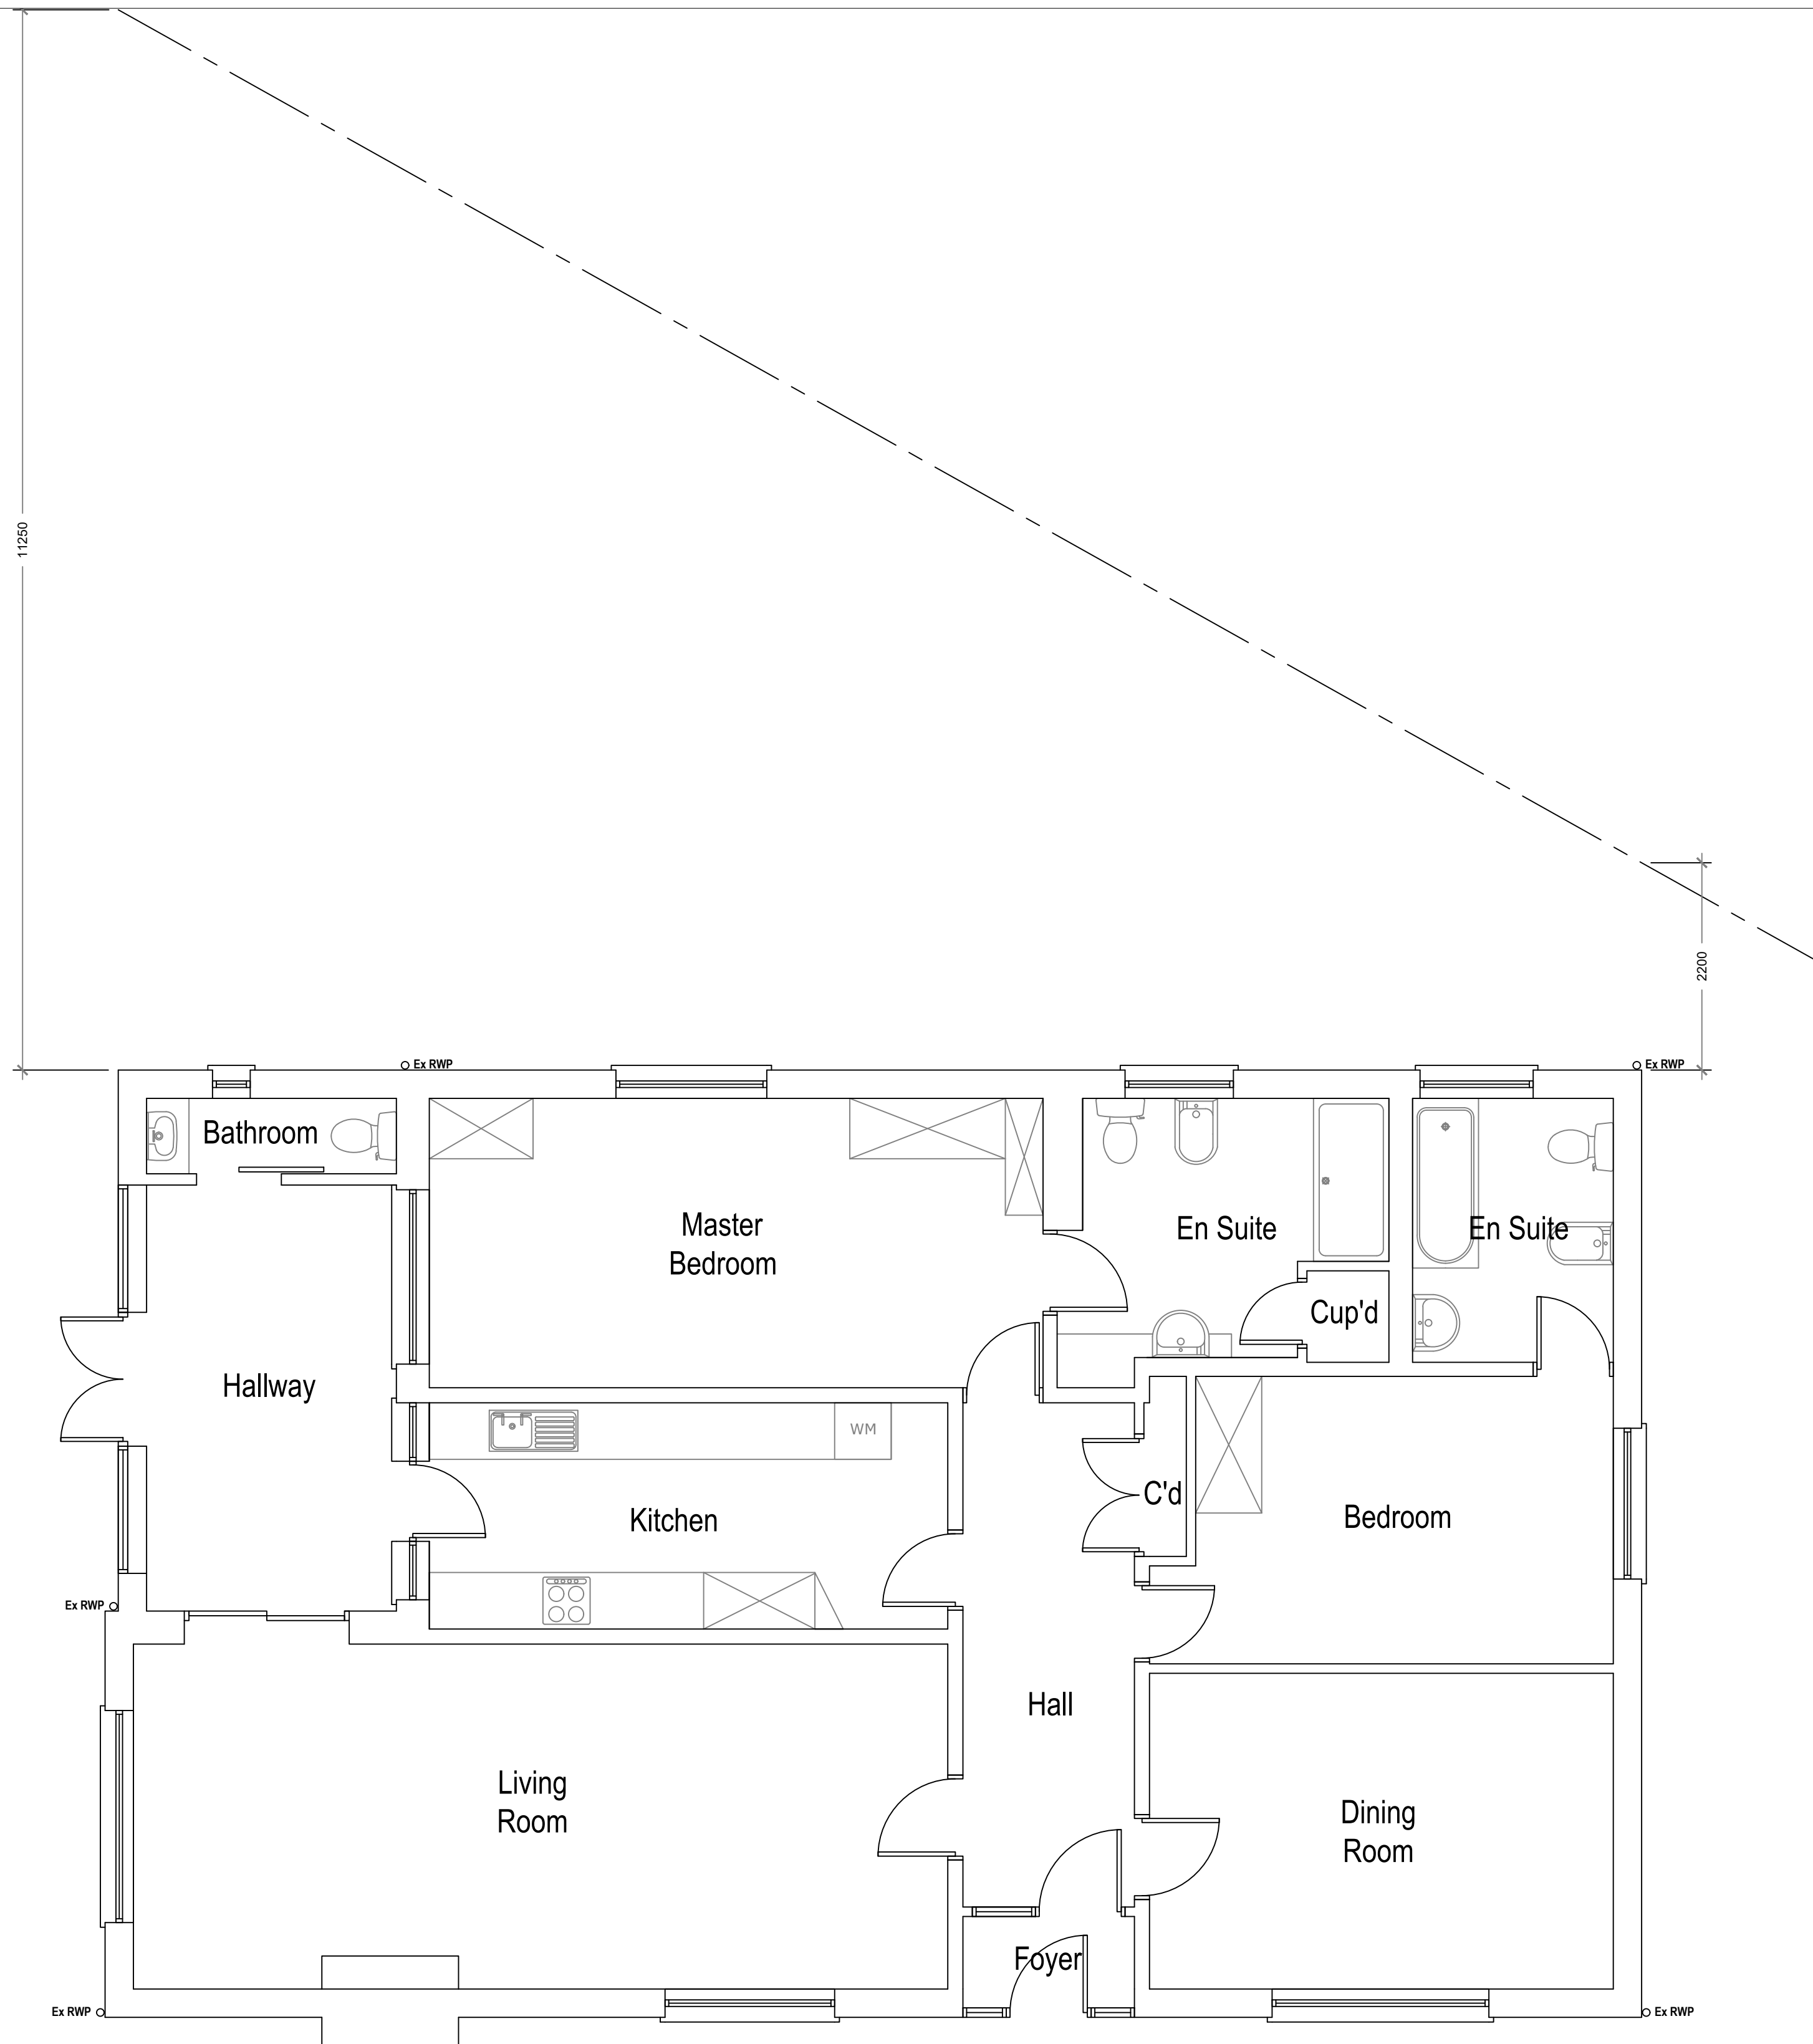 11250
2200
Ex RWP
Ex RWP
Bathroom
Master
Bedroom
En Suite
En Suite
Cup'd
Hallway
WM
C'd
Kitchen
Bedroom
Ex RWP
Hall
Living
Room
Dining
Room
Foyer
Ex RWP
Ex RWP